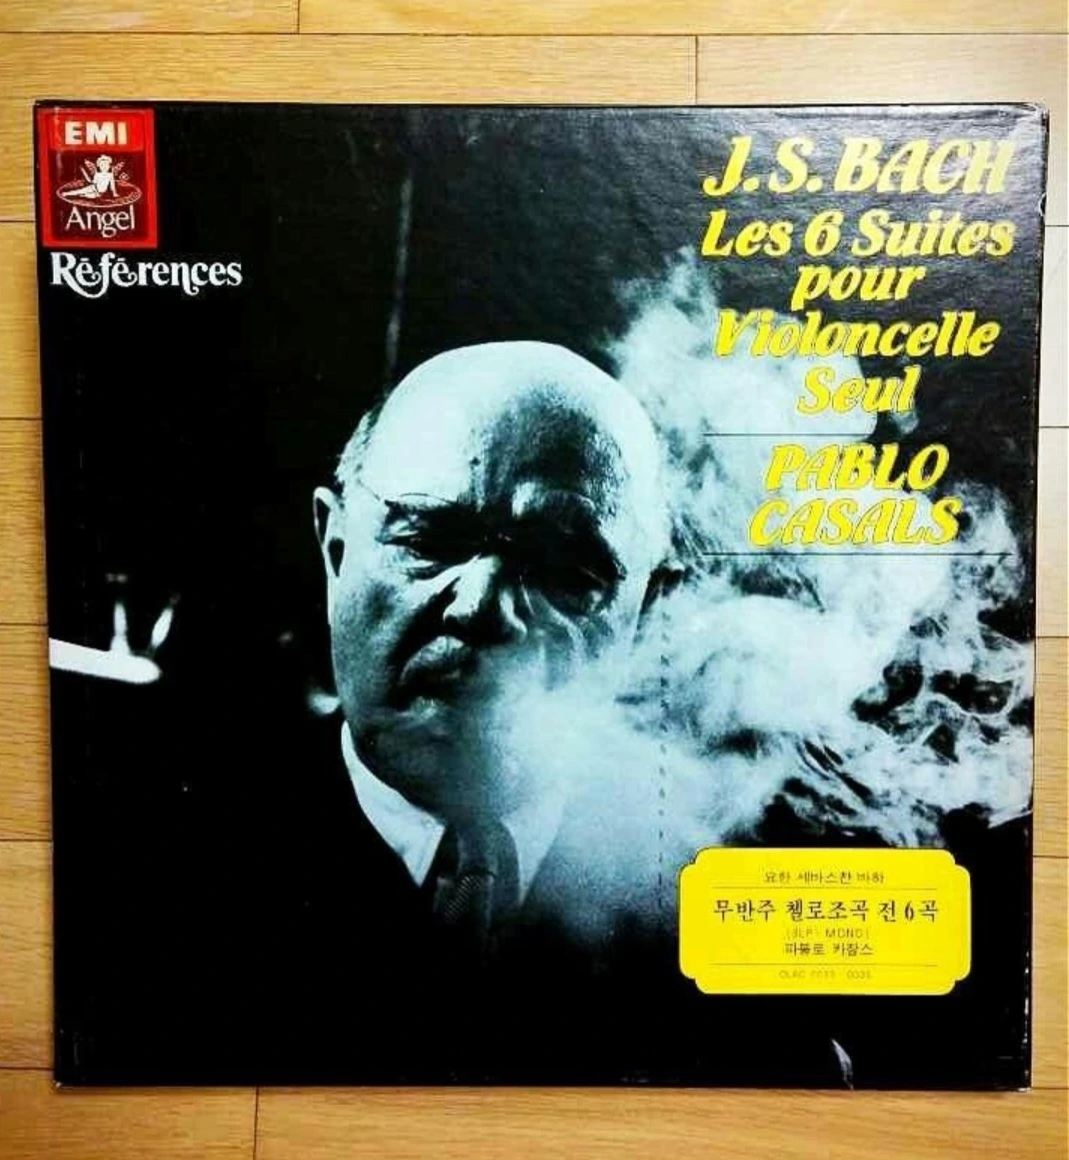 EMI
Angel
Références
J.S. BACH
Les 6 Suites
pour
Violoncelle
Seul
PABLO
CASALS
요한 세바스찬 바하
무반주 첼로조곡 전 6곡
(3LP: MONO)
파블로 카잘스